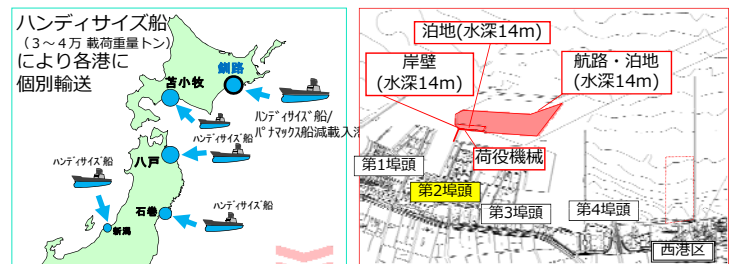 ハンディサイズ船
（3～4万 載荷重量トン）
により各港に
個別輸送
釧路
苫小牧
ハンディサイズ船/
パナマックス船減載入
ハンディサイズ船
ハンディサイズ船
八戸
ハンディサイズ船
ハンディサイズ船
石巻
新潟
泊地(水深14m)
岸壁
(水深14m)
航路・泊地
(水深14m)
荷役機械
第1埠頭
第2埠頭
第3埠頭
第4埠頭
西港区